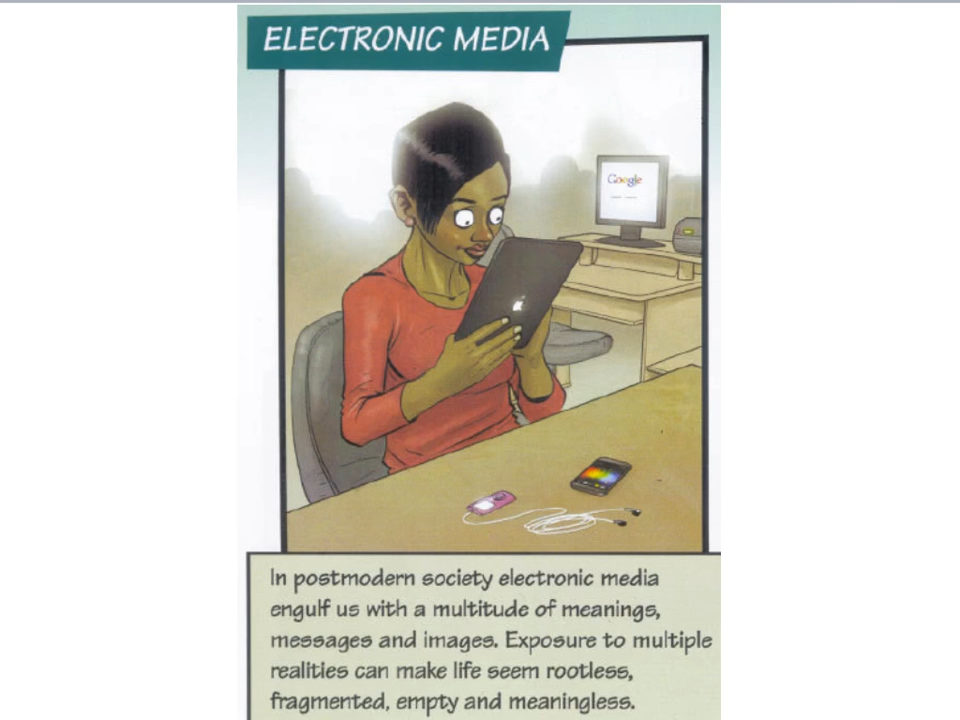 ELECTRONIC MEDIA
Google
In postmodern society electronic media
engulf us with a multitude of meanings,
messages and images. Exposure to multiple
realities can make life seem rootless,
fragmented, empty and meaningless.